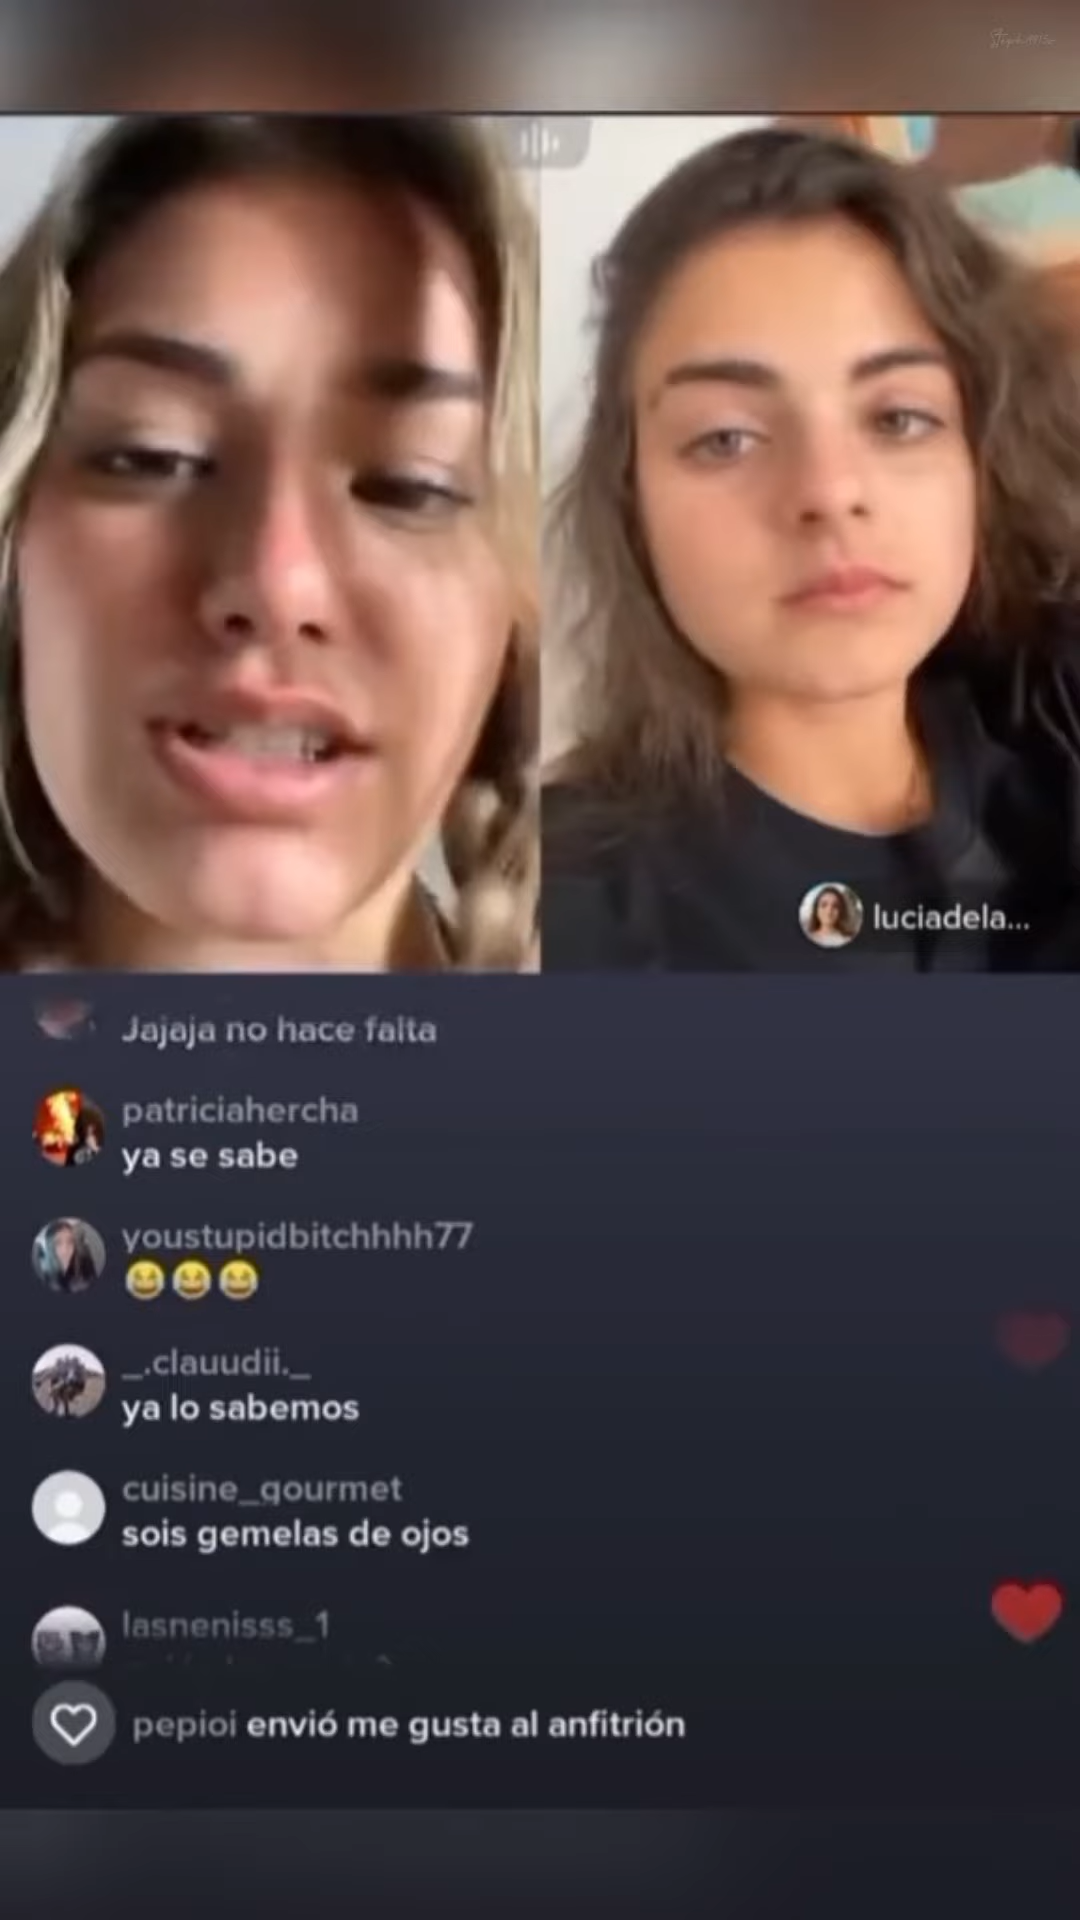 luciadela...
Jajaja no hace falta
patriciahercha
ya se sabe
youstupidbitchhhh77
😂😂😂
_.clauudii._
ya lo sabemos
cuisine_gourmet
sois gemelas de ojos
lasnenisss_1
pepioi envió me gusta al anfitrión